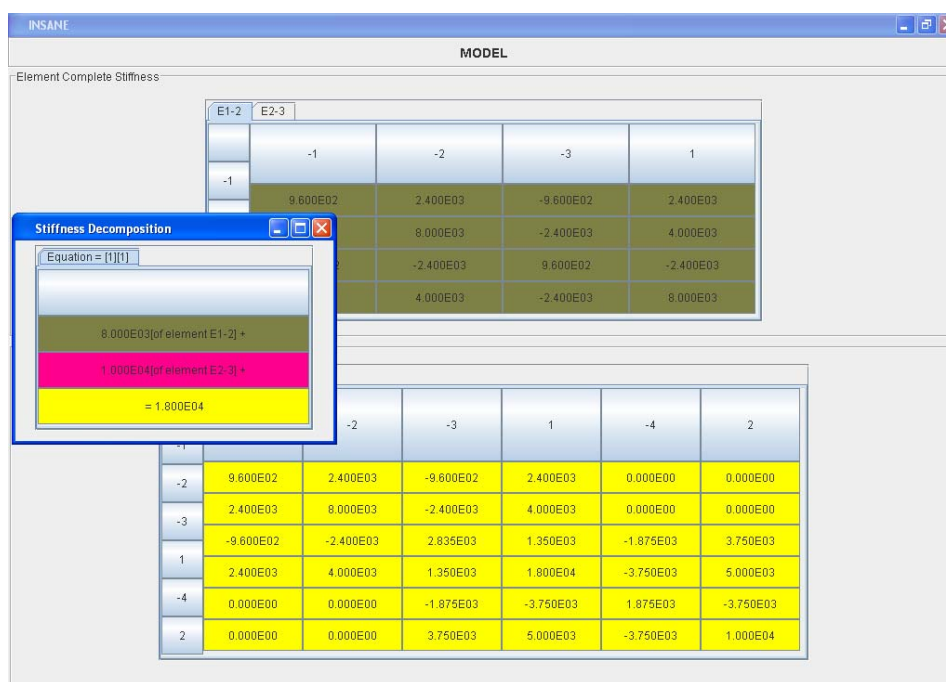 INSANE
MODEL
Element Complete Stiffness
E1-2 E2-3
-1 -2 -3 1
-1
9.600E02 2.400E03 -9.600E02 2.400E03
8.000E03 -2.400E03 4.000E03
-2.400E03 9.600E02 -2.400E03
4.000E03 -2.400E03 8.000E03
Stiffness Decomposition
Equation = [1][1]
8.000E03[of element E1-2] +
1.000E04[of element E2-3] +
= 1.800E04
-2 -3 1 -4 2
-1
-2 9.600E02 2.400E03 -9.600E02 2.400E03 0.000E00 0.000E00
-3 2.400E03 8.000E03 -2.400E03 4.000E03 0.000E00 0.000E00
-9.600E02 -2.400E03 2.835E03 1.350E03 -1.875E03 3.750E03
1 2.400E03 4.000E03 1.350E03 1.800E04 -3.750E03 5.000E03
-4 0.000E00 0.000E00 -1.875E03 -3.750E03 1.875E03 -3.750E03
2 0.000E00 0.000E00 3.750E03 5.000E03 -3.750E03 1.000E04